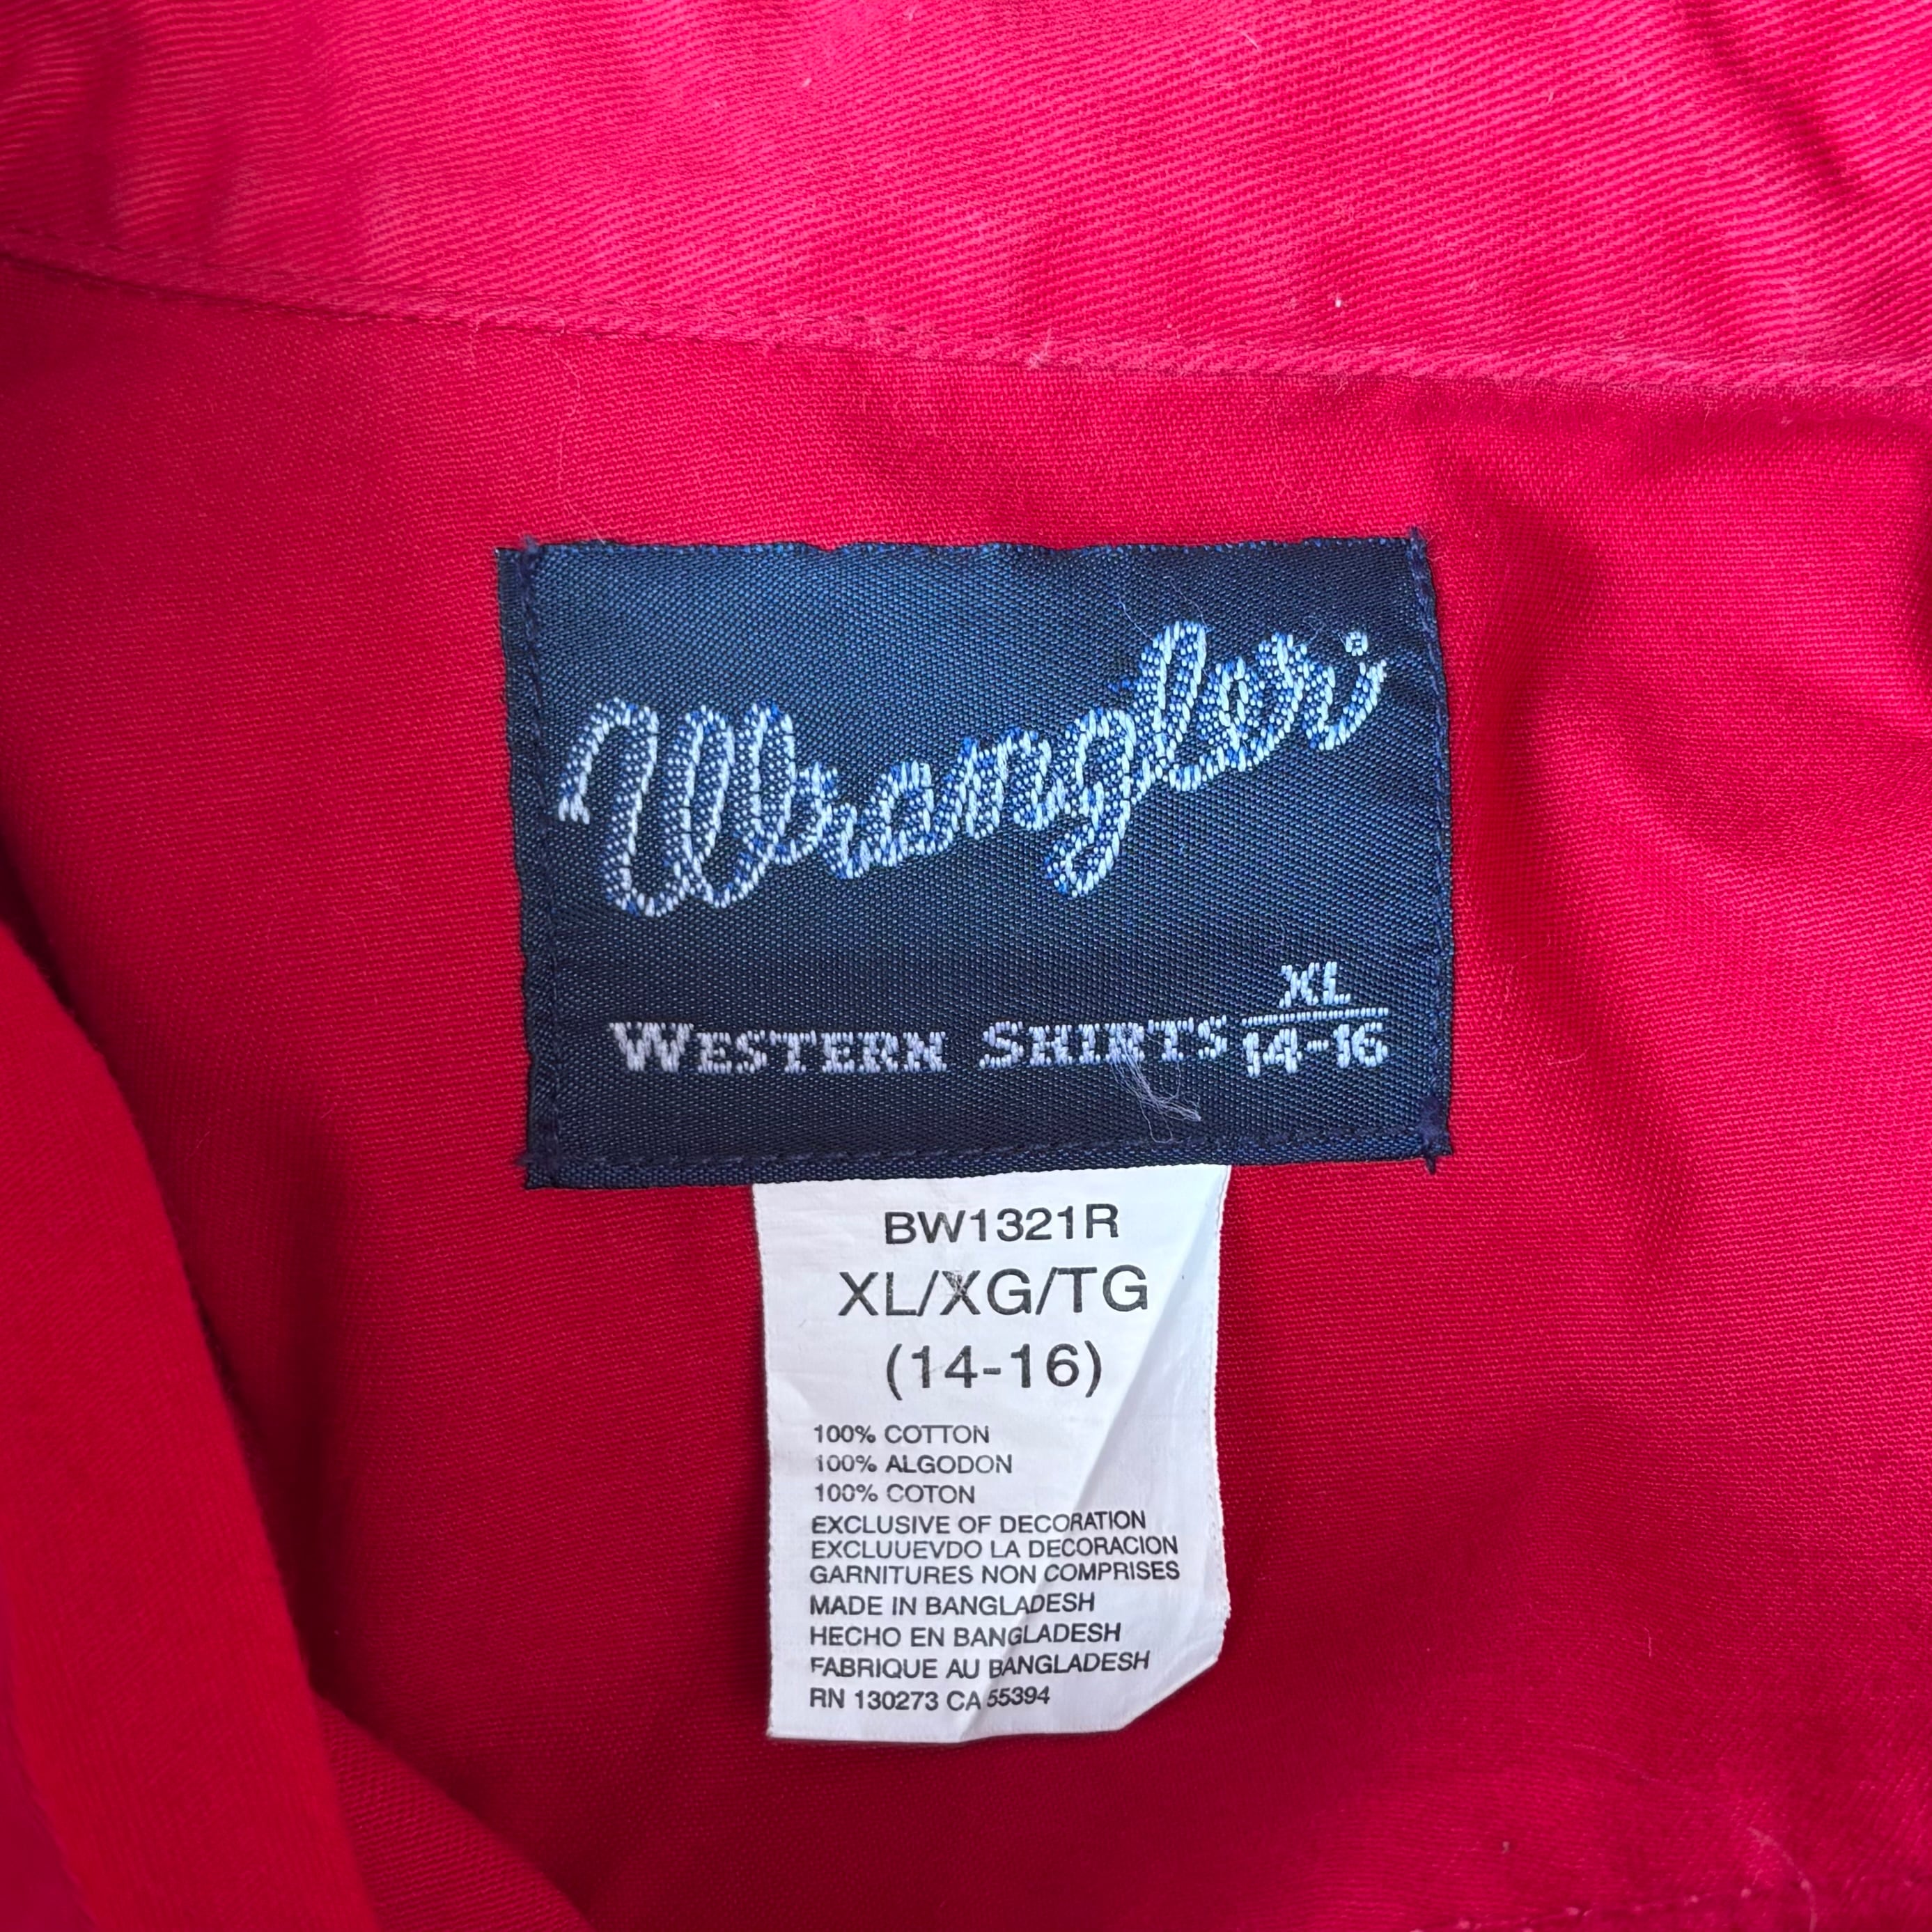 Wrangler®
WESTERN SHIRTS XL
14-16
BW1321R
XL/XG/TG
(14-16)
100% COTTON
100% ALGODON
100% COTON
EXCLUSIVE OF DECORATION
EXCLUUEVDO LA DECORACION
GARNITURES NON COMPRISES
MADE IN BANGLADESH
HECHO EN BANGLADESH
FABRIQUE AU BANGLADESH
RN 130273 CA 55394